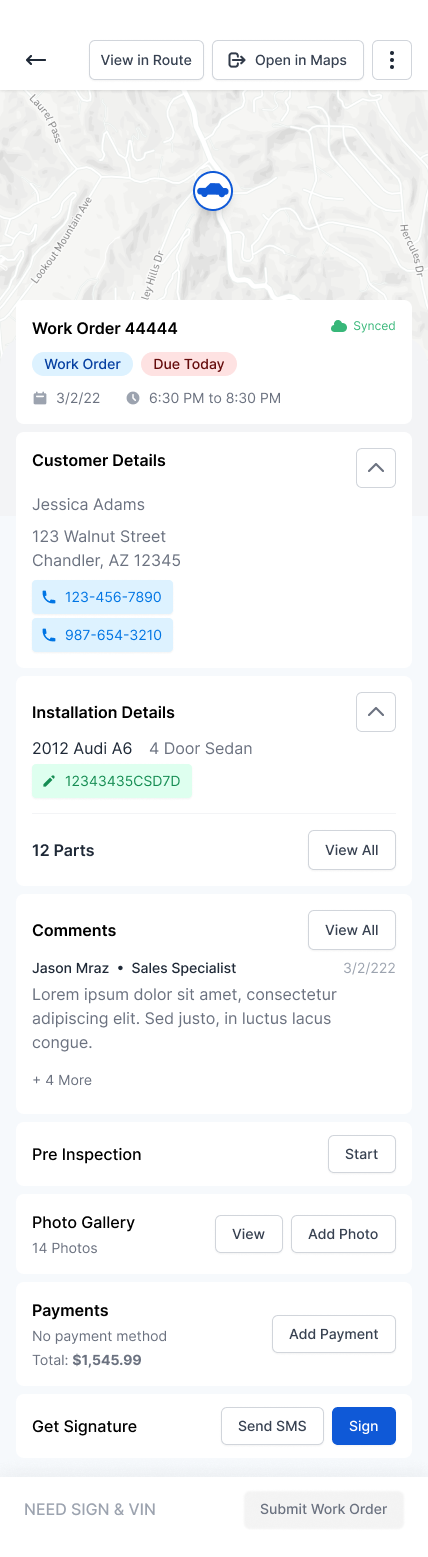 View in Route
Open in Maps
Laurel Pass
Lookout Mountain Ave
ley Hills Dr
Hercules Dr
Work Order 44444
Synced
Work Order
Due Today
3/2/22
6:30 PM to 8:30 PM
Customer Details
Jessica Adams
123 Walnut Street
Chandler, AZ 12345
123-456-7890
987-654-3210
Installation Details
2012 Audi A6 4 Door Sedan
12343435CSD7D
12 Parts
View All
Comments
View All
Jason Mraz • Sales Specialist
3/2/222
Lorem ipsum dolor sit amet, consectetur
adipiscing elit. Sed justo, in luctus lacus
congue.
+ 4 More
Pre Inspection
Start
Photo Gallery
14 Photos
View
Add Photo
Payments
No payment method
Total: $1,545.99
Add Payment
Get Signature
Send SMS
Sign
NEED SIGN & VIN
Submit Work Order